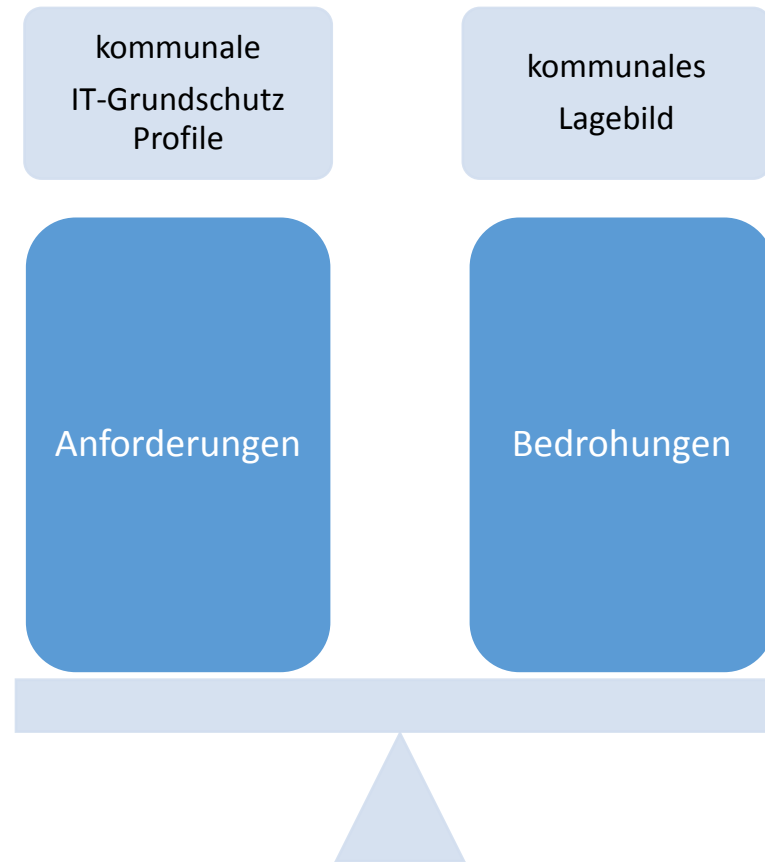 kommunale
IT-Grundschutz
Profile
kommunales
Lagebild
Anforderungen
Bedrohungen